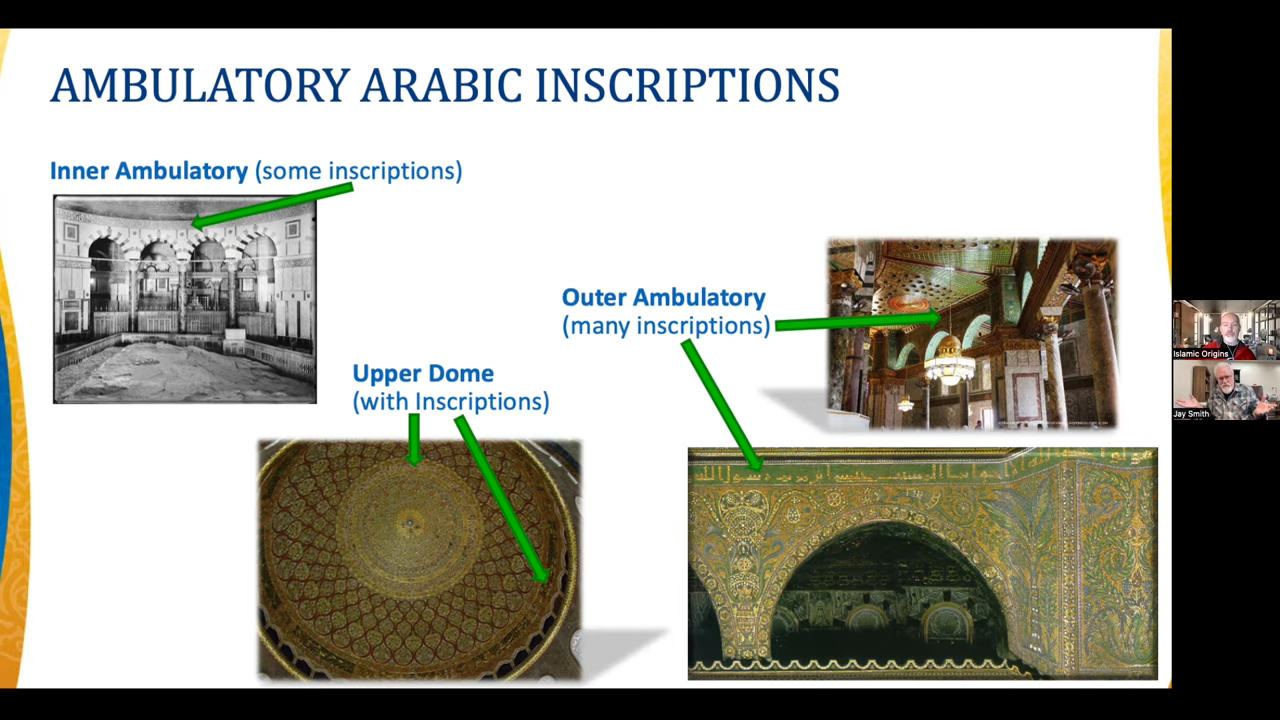 AMBULATORY ARABIC INSCRIPTIONS
Inner Ambulatory (some inscriptions)
Outer Ambulatory
(many inscriptions)
Upper Dome
(with Inscriptions)
Islamic Origins
Jay Smith